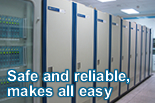 Safe and reliable,
makes all easy